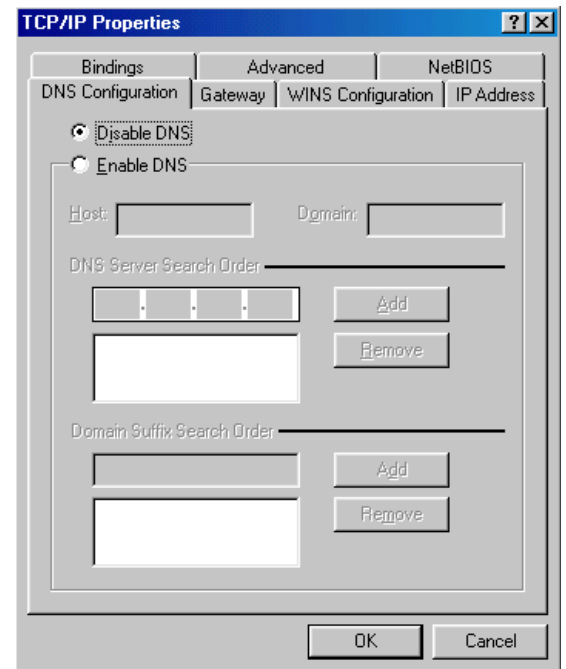 TCP/IP Properties
Bindings Advanced NetBIOS
DNS Configuration Gateway WINS Configuration IP Address
Disable DNS
Enable DNS
Host: Domain:
DNS Server Search Order
. . .
Add
Remove
Domain Suffix Search Order
Add
Remove
OK Cancel